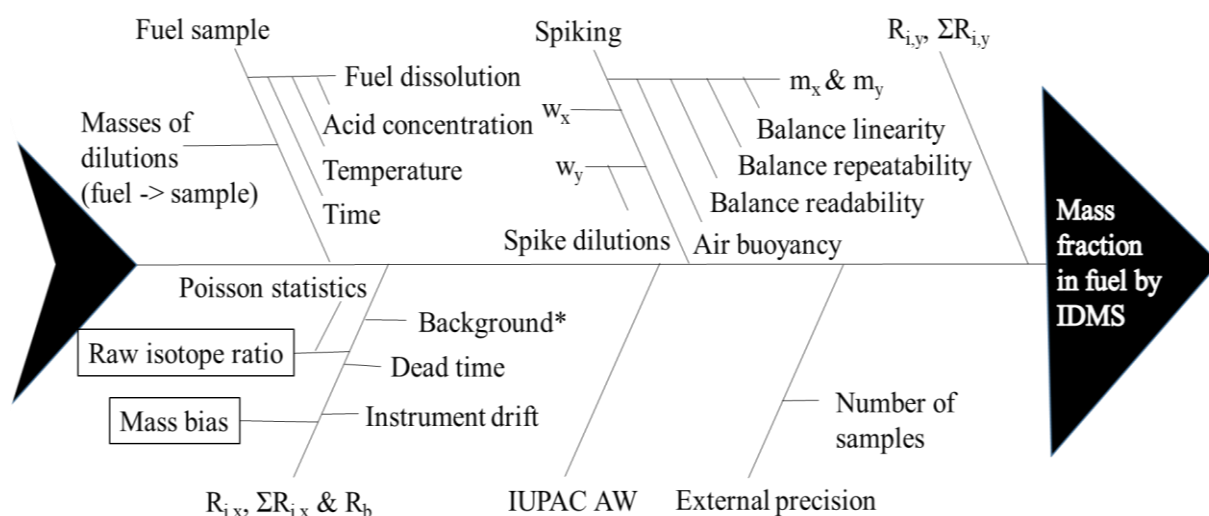 Fuel sample
Spiking
R_{i,y}, ΣR_{i,y}
Fuel dissolution
m_x & m_y
Masses of
dilutions
(fuel -> sample)
Acid concentration
w_x
Balance linearity
Temperature
w_y
Balance repeatability
Time
Balance readability
Spike dilutions
Air buoyancy
Mass
fraction
in fuel by
IDMS
Poisson statistics
Background*
Raw isotope ratio
Dead time
Mass bias
Instrument drift
Number of
samples
R_{i,x}, ΣR_{i,x} & R_b
IUPAC AW
External precision